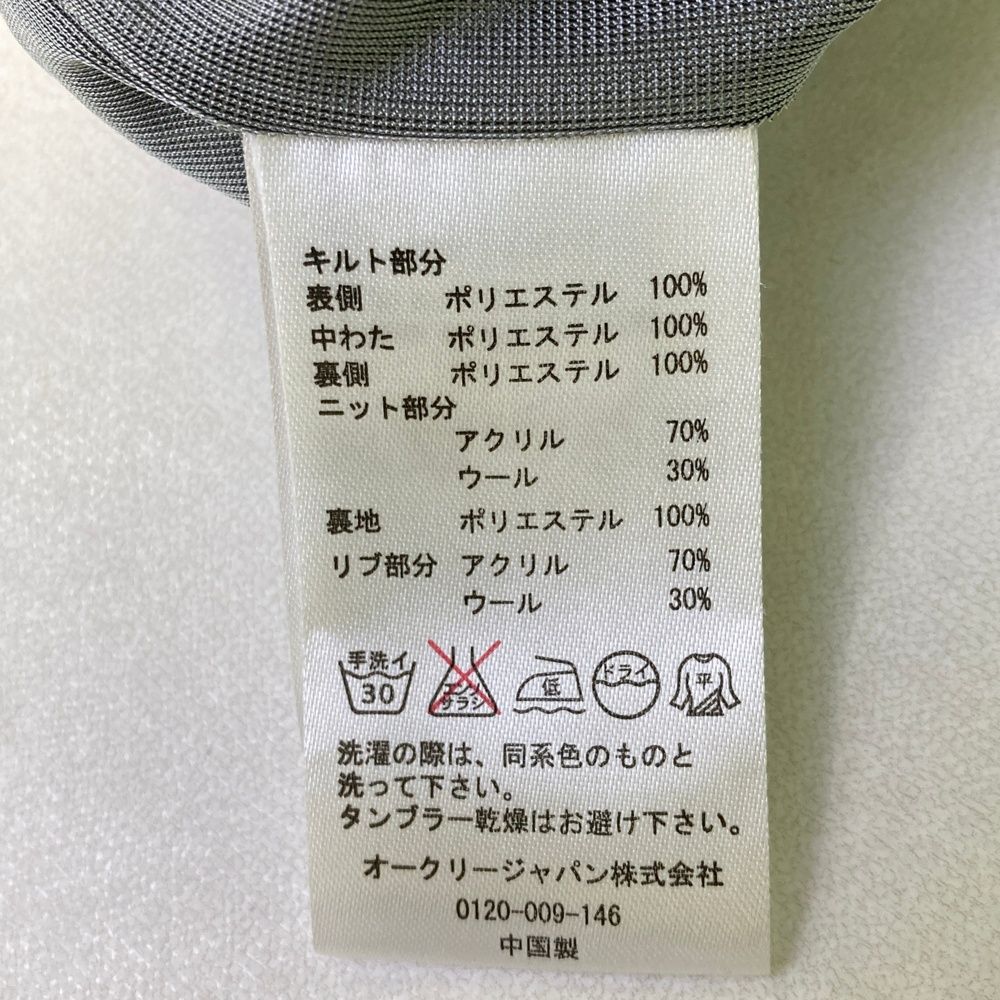 キルト部分
表側 ポリエステル 100%
中わた ポリエステル 100%
裏側 ポリエステル 100%
ニット部分
アクリル 70%
ウール 30%
裏地 ポリエステル 100%
リブ部分 アクリル 70%
ウール 30%
手洗イ 30 エンソサラシ 低 ドライ 平
洗濯の際は、同系色のものと
洗って下さい。
タンブラー乾燥はお避け下さい。
オークリージャパン株式会社
0120-009-146
中国製